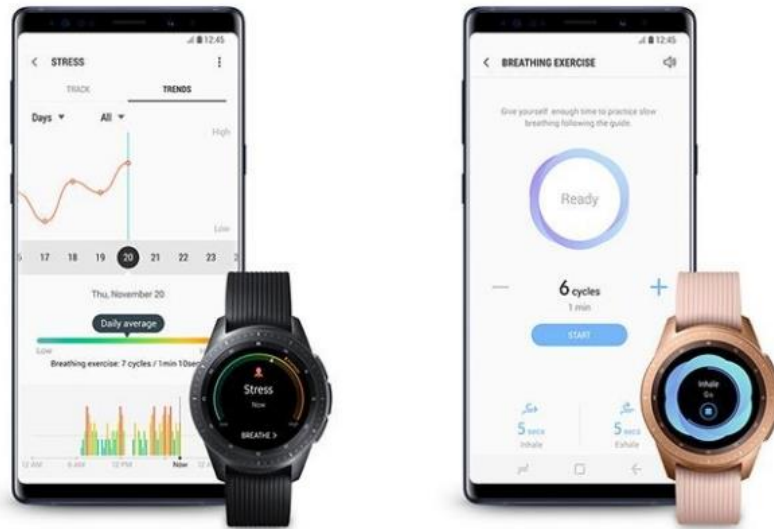 12:45
STRESS
TRACK TRENDS
Days All
High
Low
17 18 19 20 21 22 23
Thu, November 20
Daily average
Low
Breathing exercise: 7 cycles / 1min 10sec
12 AM 6 AM 12 PM Now 12 A
Stress
Now
BREATHE >
12:45
BREATHING EXERCISE
Give yourself enough time to practice slow
breathing following the guide.
Ready
6 cycles
1 min
START
5 secs
Inhale
5 secs
Exhale
Inhale
Go